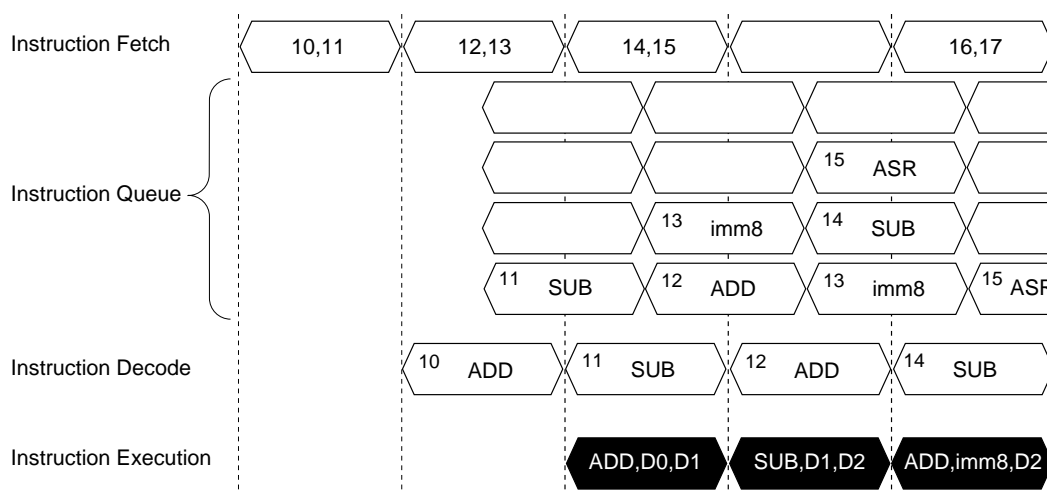 Instruction Fetch 10,11 12,13 14,15 16,17
15 ASR
Instruction Queue
13 imm8 14 SUB
11 SUB 12 ADD 13 imm8 15 ASR
Instruction Decode 10 ADD 11 SUB 12 ADD 14 SUB
Instruction Execution ADD,D0,D1 SUB,D1,D2 ADD,imm8,D2